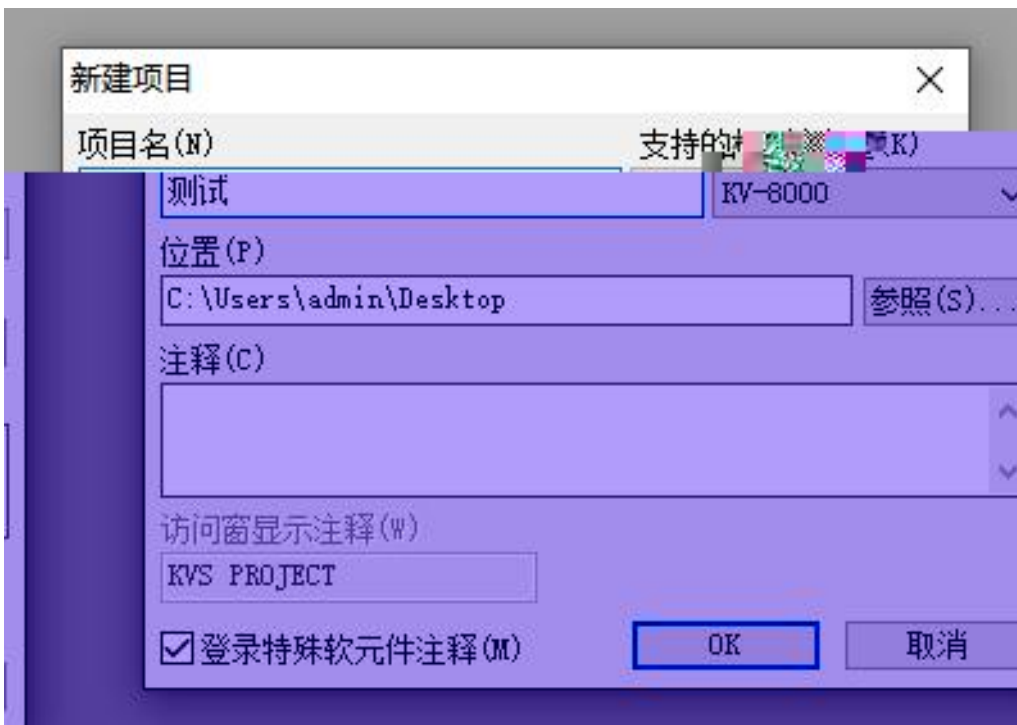 新建项目
项目名(N) 支持的
测试 KV-8000
位置(P)
C:\Users\admin\Desktop 参照(S)...
注释(C)
访问窗显示注释(W)
KVS PROJECT
登录特殊软元件注释(M) OK 取消